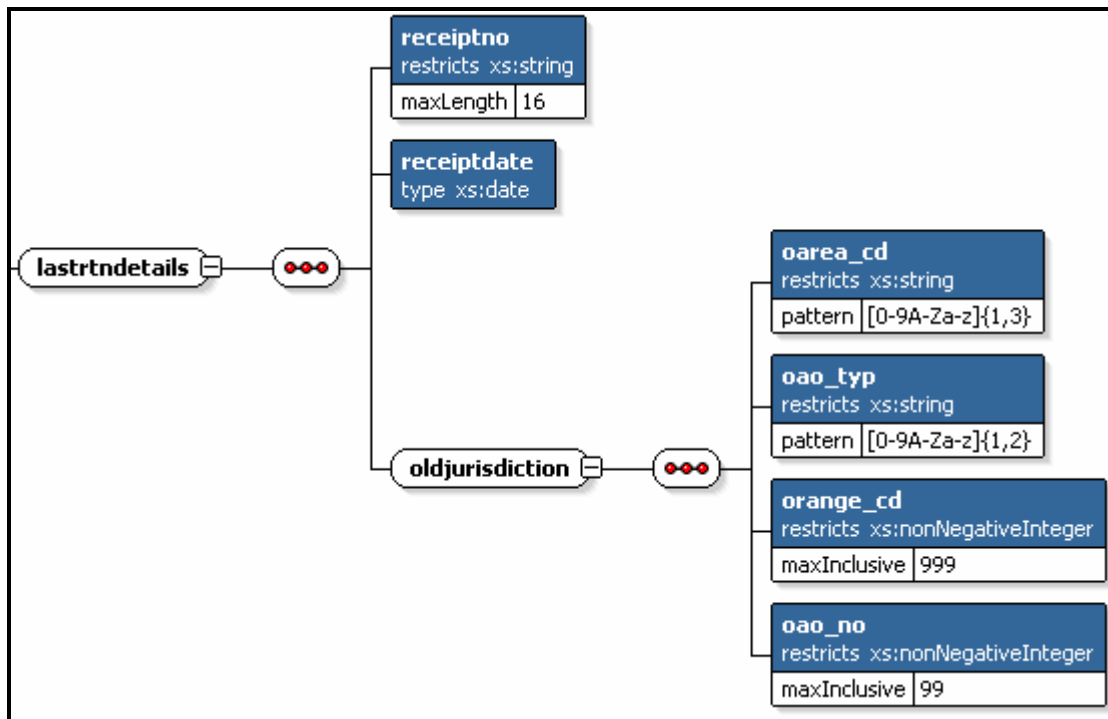 receiptno
restricts xs:string
maxLength 16
receiptdate
type xs:date
lastrtndetails
oarea_cd
restricts xs:string
pattern [0-9A-Za-z]{1,3}
oao_typ
restricts xs:string
pattern [0-9A-Za-z]{1,2}
oldjurisdiction
orange_cd
restricts xs:nonNegativeInteger
maxInclusive 999
oao_no
restricts xs:nonNegativeInteger
maxInclusive 99